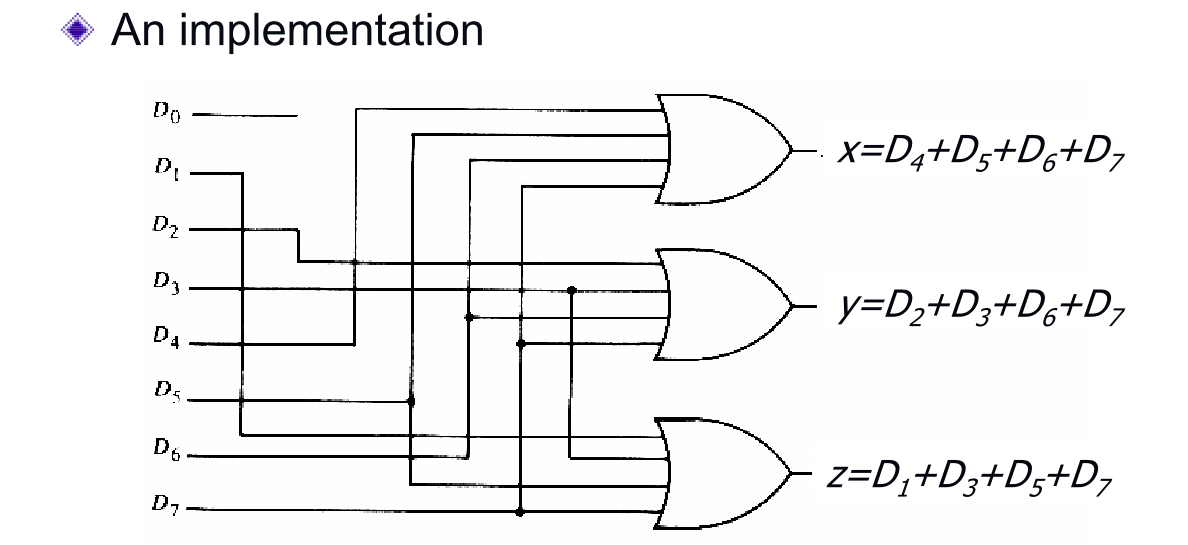 An implementation
D₀
D₁
D₂
D₃
D₄
D₅
D₆
D₇
x=D₄+D₅+D₆+D₇
y=D₂+D₃+D₆+D₇
z=D₁+D₃+D₅+D₇